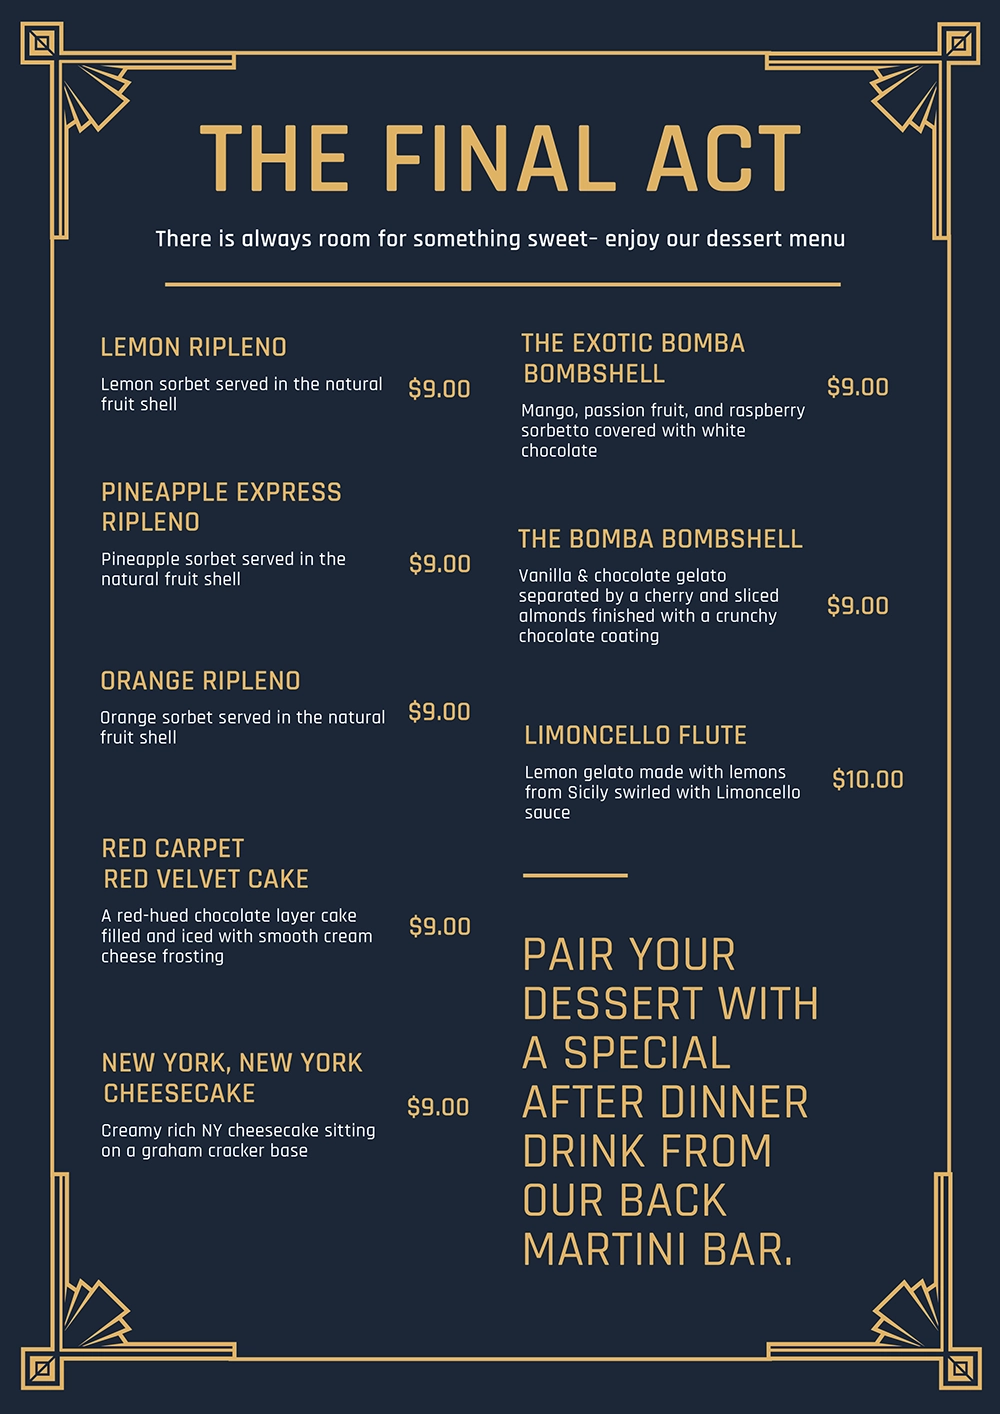 THE FINAL ACT
There is always room for something sweet– enjoy our dessert menu
LEMON RIPLENO
Lemon sorbet served in the natural
fruit shell
$9.00
PINEAPPLE EXPRESS
RIPLENO
Pineapple sorbet served in the
natural fruit shell
$9.00
ORANGE RIPLENO
Orange sorbet served in the natural
fruit shell
$9.00
RED CARPET
RED VELVET CAKE
A red-hued chocolate layer cake
filled and iced with smooth cream
cheese frosting
$9.00
NEW YORK, NEW YORK
CHEESECAKE
Creamy rich NY cheesecake sitting
on a graham cracker base
$9.00
THE EXOTIC BOMBA
BOMBSHELL
Mango, passion fruit, and raspberry
sorbetto covered with white
chocolate
$9.00
THE BOMBA BOMBSHELL
Vanilla & chocolate gelato
separated by a cherry and sliced
almonds finished with a crunchy
chocolate coating
$9.00
LIMONCELLO FLUTE
Lemon gelato made with lemons
from Sicily swirled with Limoncello
sauce
$10.00
PAIR YOUR
DESSERT WITH
A SPECIAL
AFTER DINNER
DRINK FROM
OUR BACK
MARTINI BAR.